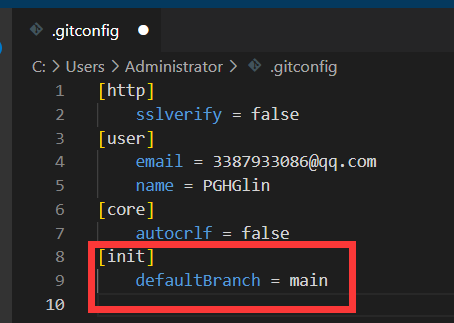 .gitconfig
C: > Users > Administrator > .gitconfig
1 [http]
2 sslverify = false
3 [user]
4 email = 3387933086@qq.com
5 name = PGHGlin
6 [core]
7 autocrlf = false
8 [init]
9 defaultBranch = main
10